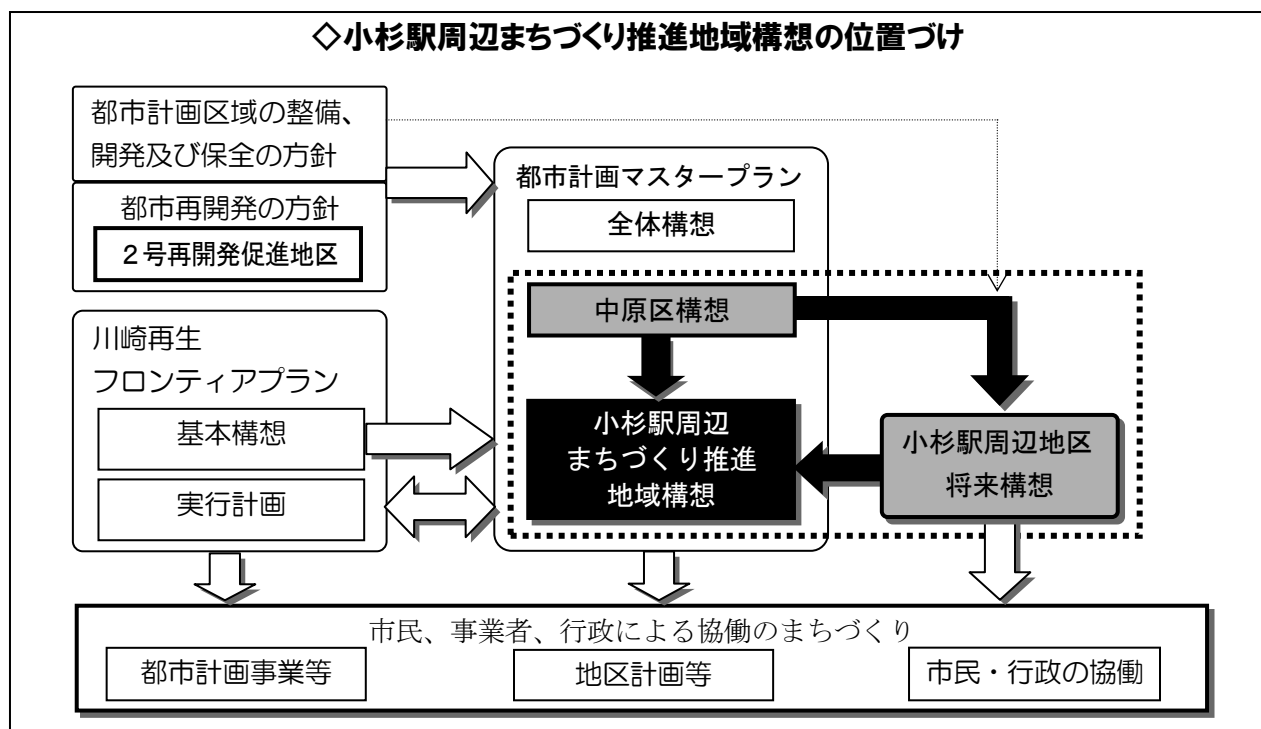 ◇小杉駅周辺まちづくり推進地域構想の位置づけ
都市計画区域の整備、
開発及び保全の方針
都市再開発の方針
２号再開発促進地区
川崎再生
フロンティアプラン
基本構想
実行計画
都市計画マスタープラン
全体構想
中原区構想
小杉駅周辺
まちづくり推進
地域構想
小杉駅周辺地区
将来構想
市民、事業者、行政による協働のまちづくり
都市計画事業等
地区計画等
市民・行政の協働